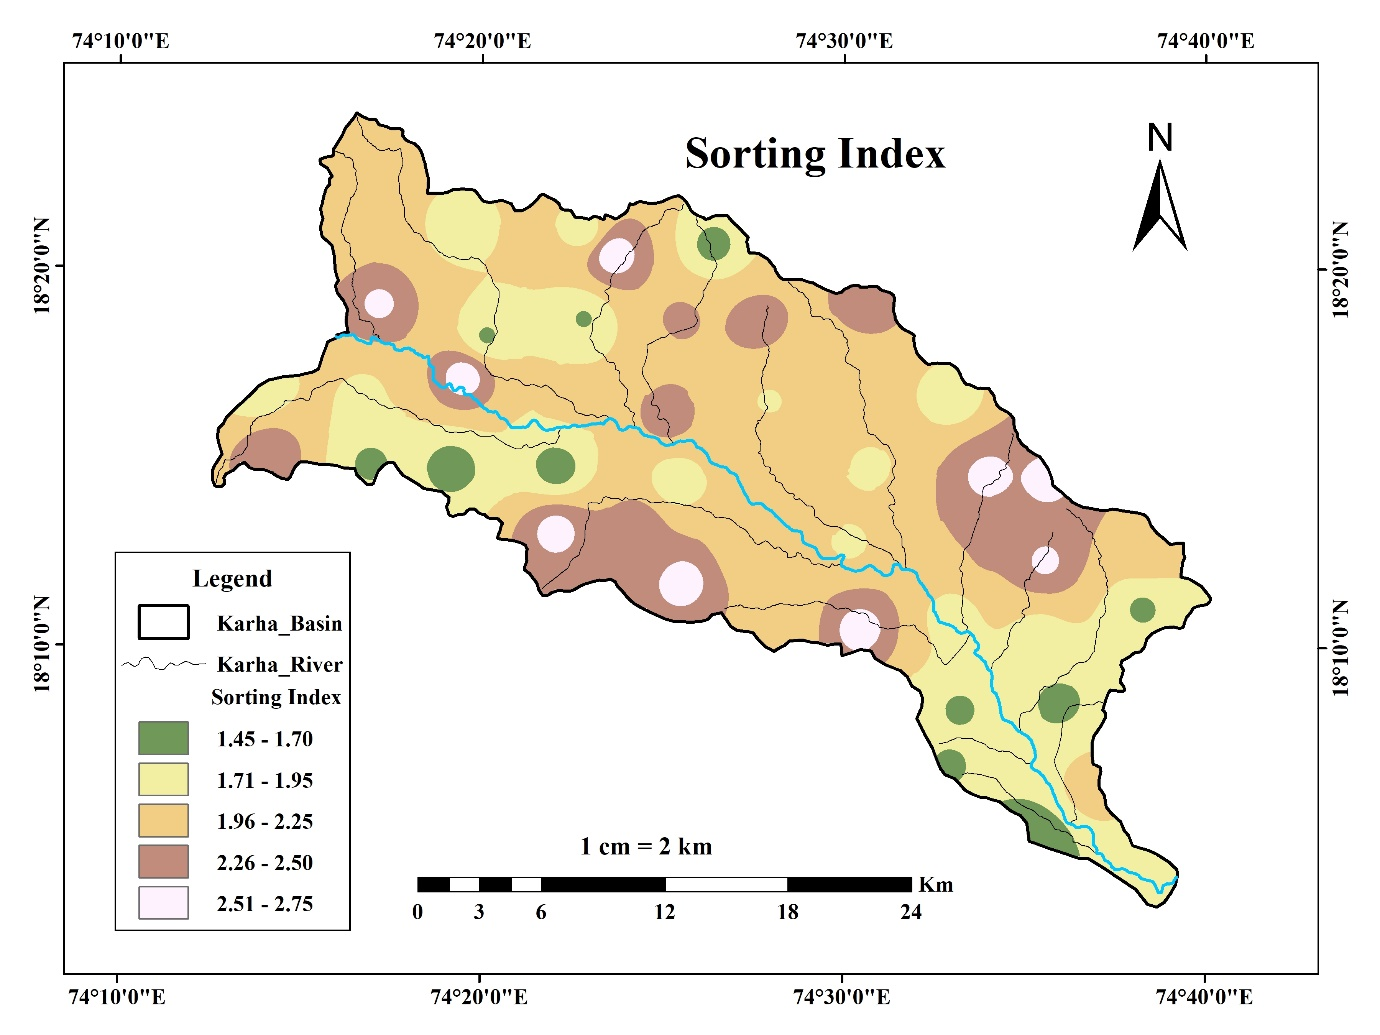 74°10'0"E 74°20'0"E 74°30'0"E 74°40'0"E
Sorting Index
N
18°20'0"N
18°20'0"N
18°10'0"N
18°10'0"N
Legend
Karha_Basin
Karha_River
Sorting Index
1.45 - 1.70
1.71 - 1.95
1.96 - 2.25
2.26 - 2.50
2.51 - 2.75
1 cm = 2 km
Km
0 3 6 12 18 24
74°10'0"E 74°20'0"E 74°30'0"E 74°40'0"E